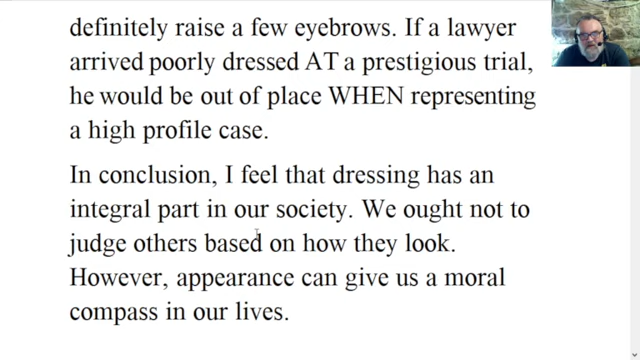 definitely raise a few eyebrows. If a lawyer
arrived poorly dressed AT a prestigious trial,
he would be out of place WHEN representing
a high profile case.
In conclusion, I feel that dressing has an
integral part in our society. We ought not to
judge others based on how they look.
However, appearance can give us a moral
compass in our lives.